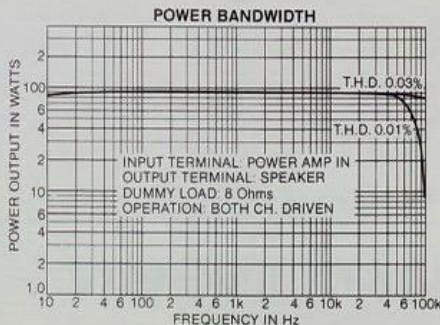 POWER BANDWIDTH
POWER OUTPUT IN WATTS
2
100
8
6
4
2
10
8
6
4
2
1.0
T.H.D. 0.03%
T.H.D. 0.01%
INPUT TERMINAL: POWER AMP IN
OUTPUT TERMINAL: SPEAKER
DUMMY LOAD: 8 Ohms
OPERATION: BOTH CH. DRIVEN
10 2 4 6 100 2 4 6 1k 2 4 6 10k 2 4 6 100k
FREQUENCY IN Hz